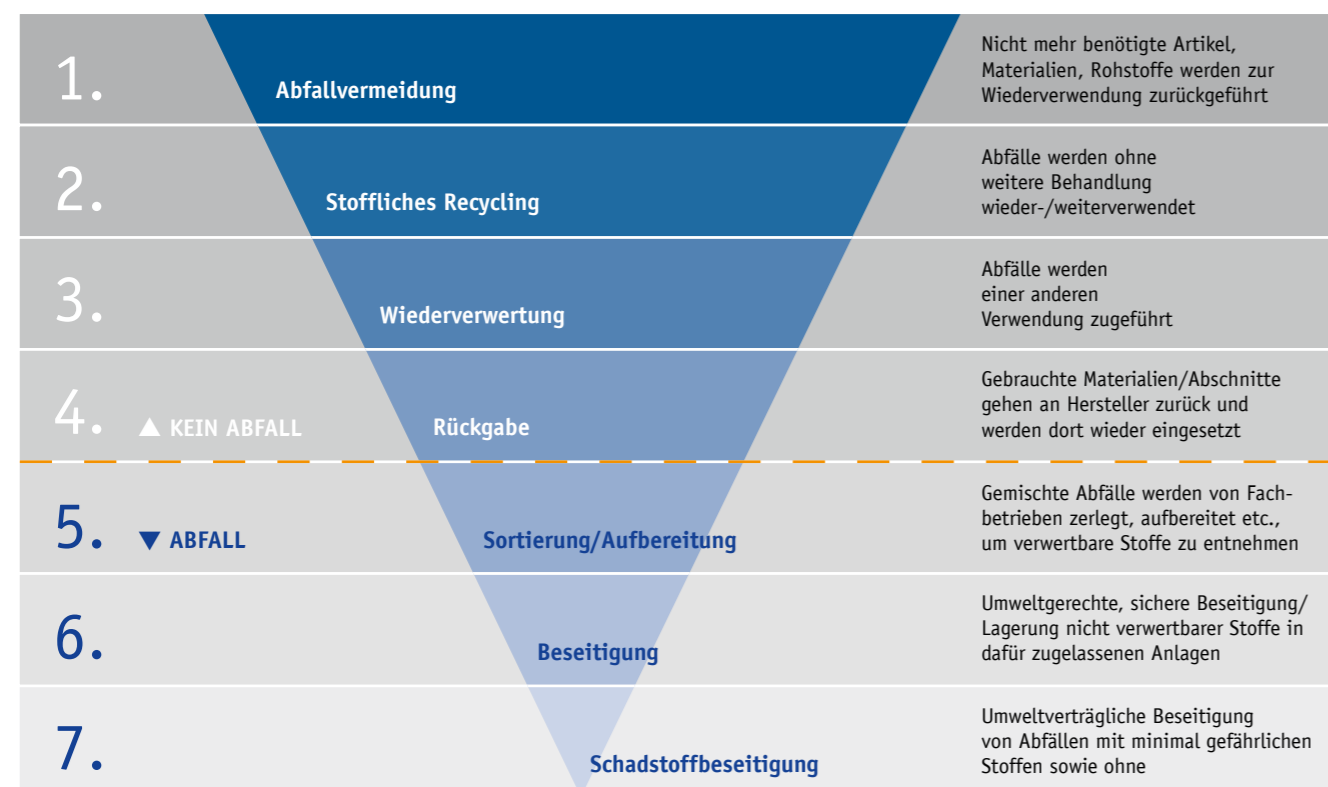 1.
Abfallvermeidung
Nicht mehr benötigte Artikel,
Materialien, Rohstoffe werden zur
Wiederverwendung zurückgeführt
2.
Stoffliches Recycling
Abfälle werden ohne
weitere Behandlung
wieder-/weiterverwendet
3.
Wiederverwertung
Abfälle werden
einer anderen
Verwendung zugeführt
4.
▲ KEIN ABFALL
Rückgabe
Gebrauchte Materialien/Abschnitte
gehen an Hersteller zurück und
werden dort wieder eingesetzt
5.
▼ ABFALL
Sortierung/Aufbereitung
Gemischte Abfälle werden von Fach-
betrieben zerlegt, aufbereitet etc.,
um verwertbare Stoffe zu entnehmen
6.
Beseitigung
Umweltgerechte, sichere Beseitigung/
Lagerung nicht verwertbarer Stoffe in
dafür zugelassenen Anlagen
7.
Schadstoffbeseitigung
Umweltverträgliche Beseitigung
von Abfällen mit minimal gefährlichen
Stoffen sowie ohne